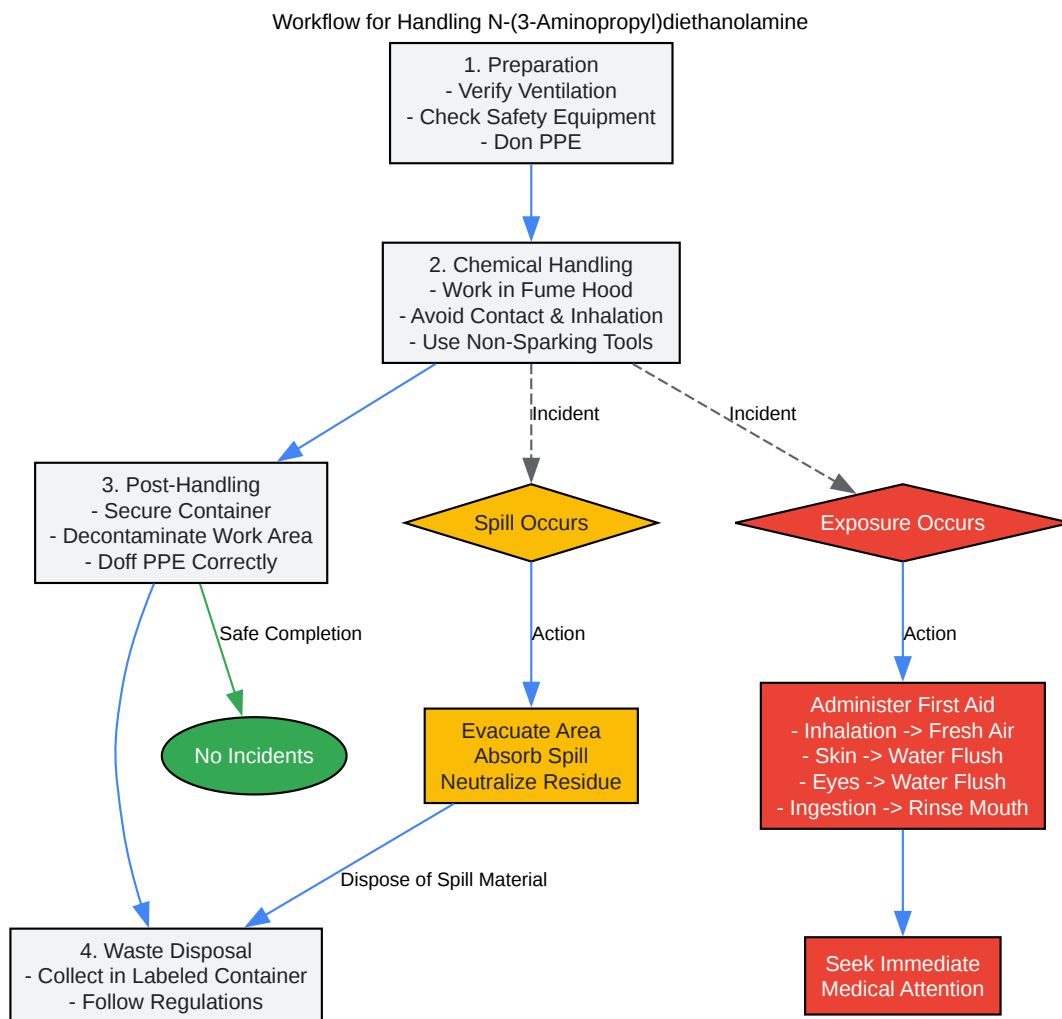 Workflow for Handling N-(3-Aminopropyl)diethanolamine
1. Preparation
- Verify Ventilation
- Check Safety Equipment
- Don PPE
2. Chemical Handling
- Work in Fume Hood
- Avoid Contact & Inhalation
- Use Non-Sparking Tools
Incident
Incident
3. Post-Handling
- Secure Container
- Decontaminate Work Area
- Doff PPE Correctly
Spill Occurs
Exposure Occurs
Safe Completion
Action
Action
No Incidents
Evacuate Area
Absorb Spill
Neutralize Residue
Administer First Aid
- Inhalation -> Fresh Air
- Skin -> Water Flush
- Eyes -> Water Flush
- Ingestion -> Rinse Mouth
Dispose of Spill Material
4. Waste Disposal
- Collect in Labeled Container
- Follow Regulations
Seek Immediate
Medical Attention